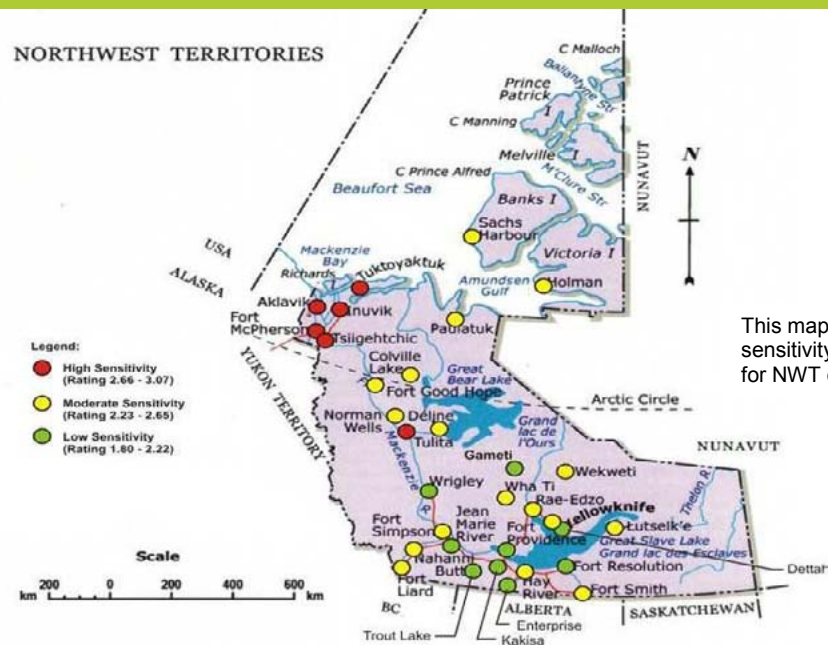 NORTHWEST TERRITORIES
C Malloch
Ballantyne Str
Prince
Patrick
I
C Manning
Melville I
M'Clure Str
NUNAVUT
N
C Prince Alfred
Beaufort Sea
Banks I
Sachs
Harbour
Victoria I
USA
ALASKA
Mackenzie
Bay
Richards I
Tuktoyaktuk
Amundsen
Gulf
Holman
Aklavik
Inuvik
Fort
McPherson
Tsiigehtchic
Paulatuk
This map
sensitivity
for NWT
Legend:
High Sensitivity
(Rating 2.66 - 3.07)
Moderate Sensitivity
(Rating 2.23 - 2.65)
Low Sensitivity
(Rating 1.80 - 2.22)
YUKON TERRITORY
Colville
Lake
Great
Bear Lake
Fort Good Hope
Arctic Circle
Norman
Wells
Déline
Tulita
Grand
lac de
l'Ours
NUNAVUT
Mackenzie
R
Gameti
Wekweti
Wrigley
Wha Ti
Rae-Edzo
Thelon R
Yellowknife
Fort
Simpson
Jean
Marie
River
Fort
Providence
Lutselk'e
Great Slave Lake
Grand lac des Esclaves
Dettah
Scale
Nahanni
Butt
Fort Resolution
Fort
Liard
Hay
River
Fort Smith
km 200 0 200 400 600 km
BC
ALBERTA
SASKATCHEWAN
Enterprise
Trout Lake
Kakisa